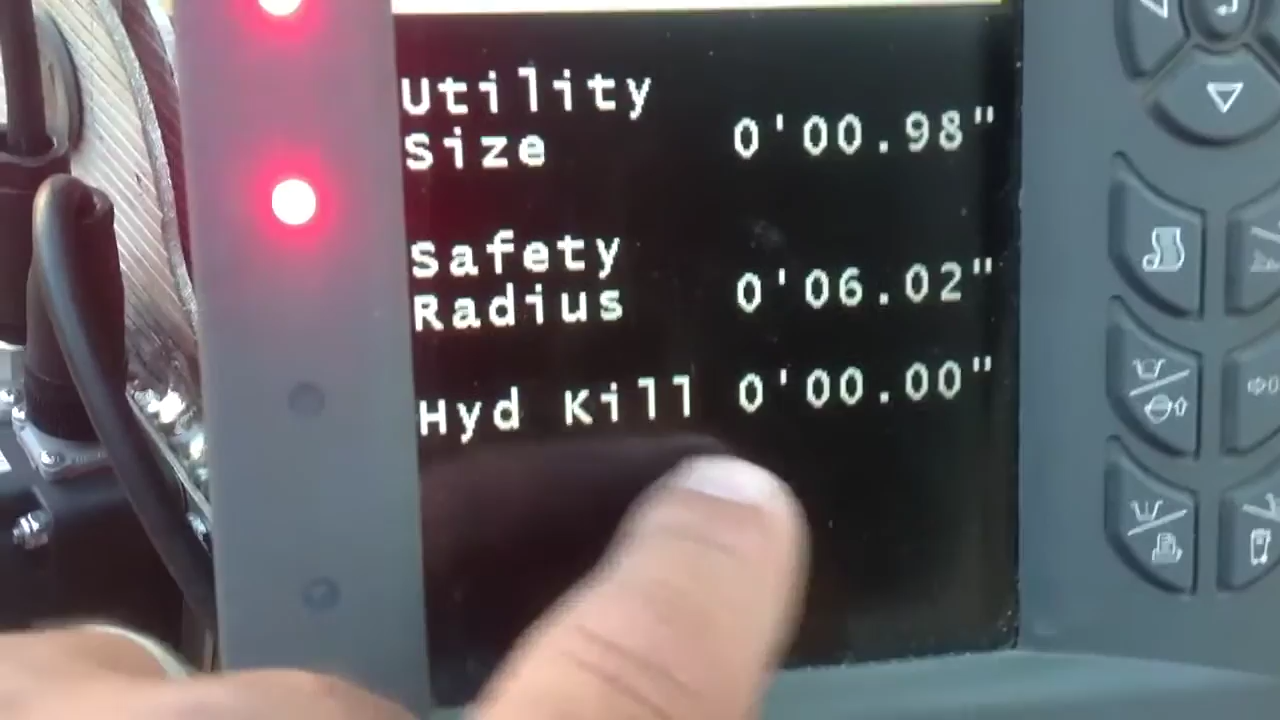 Utility
Size 0'00.98"
Safety
Radius 0'06.02"
Hyd Kill 0'00.00"